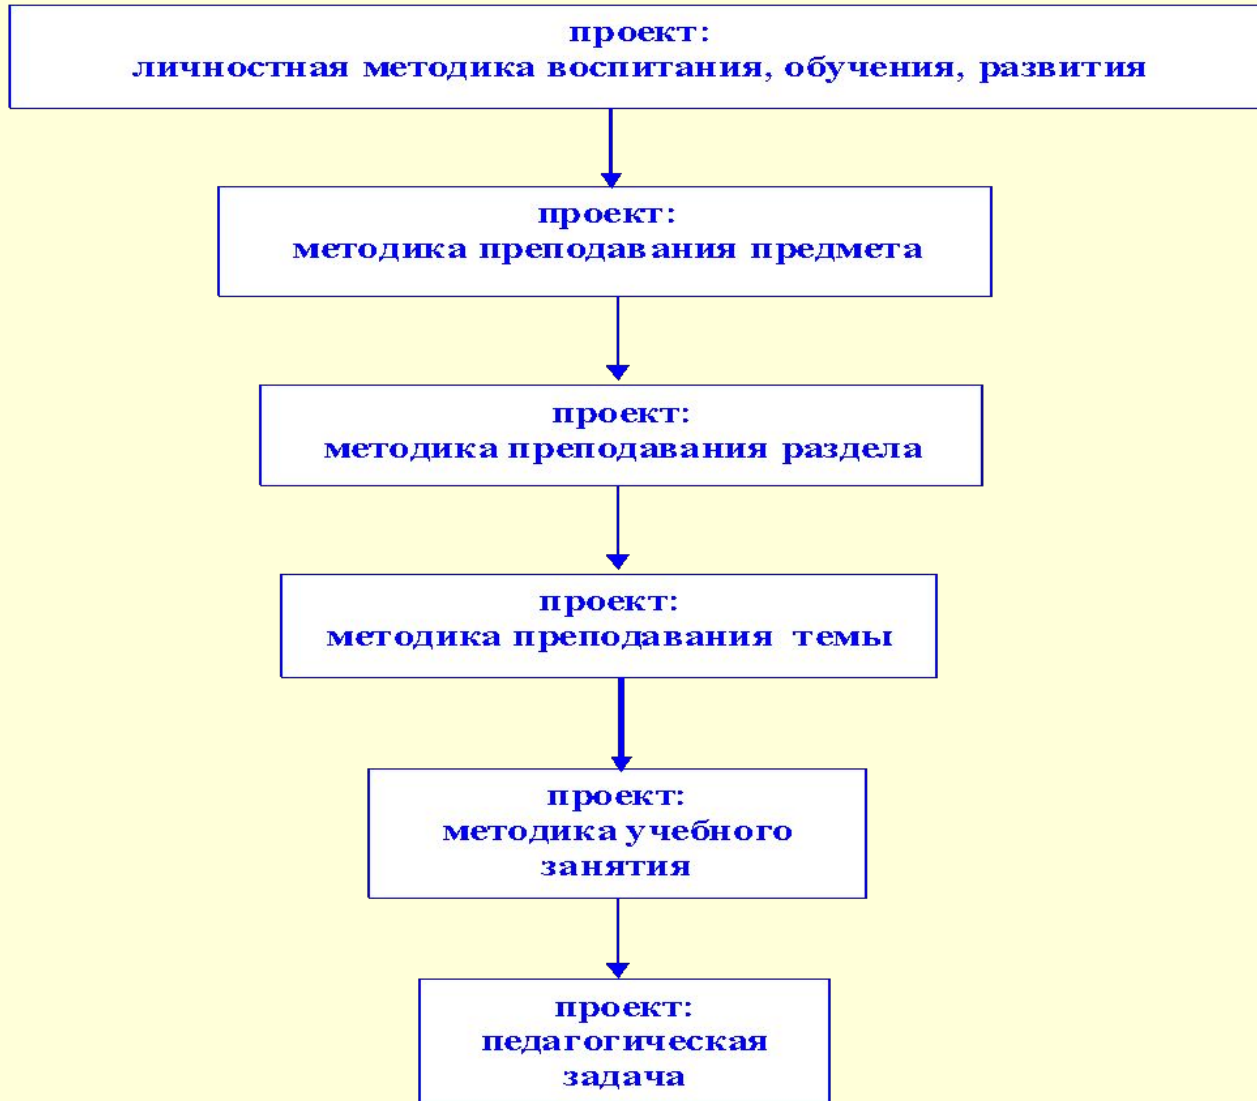 проект:
личностная методика воспитания, обучения, развития
проект:
методика преподавания предмета
проект:
методика преподавания раздела
проект:
методика преподавания темы
проект:
методика учебного
занятия
проект:
педагогическая
задача